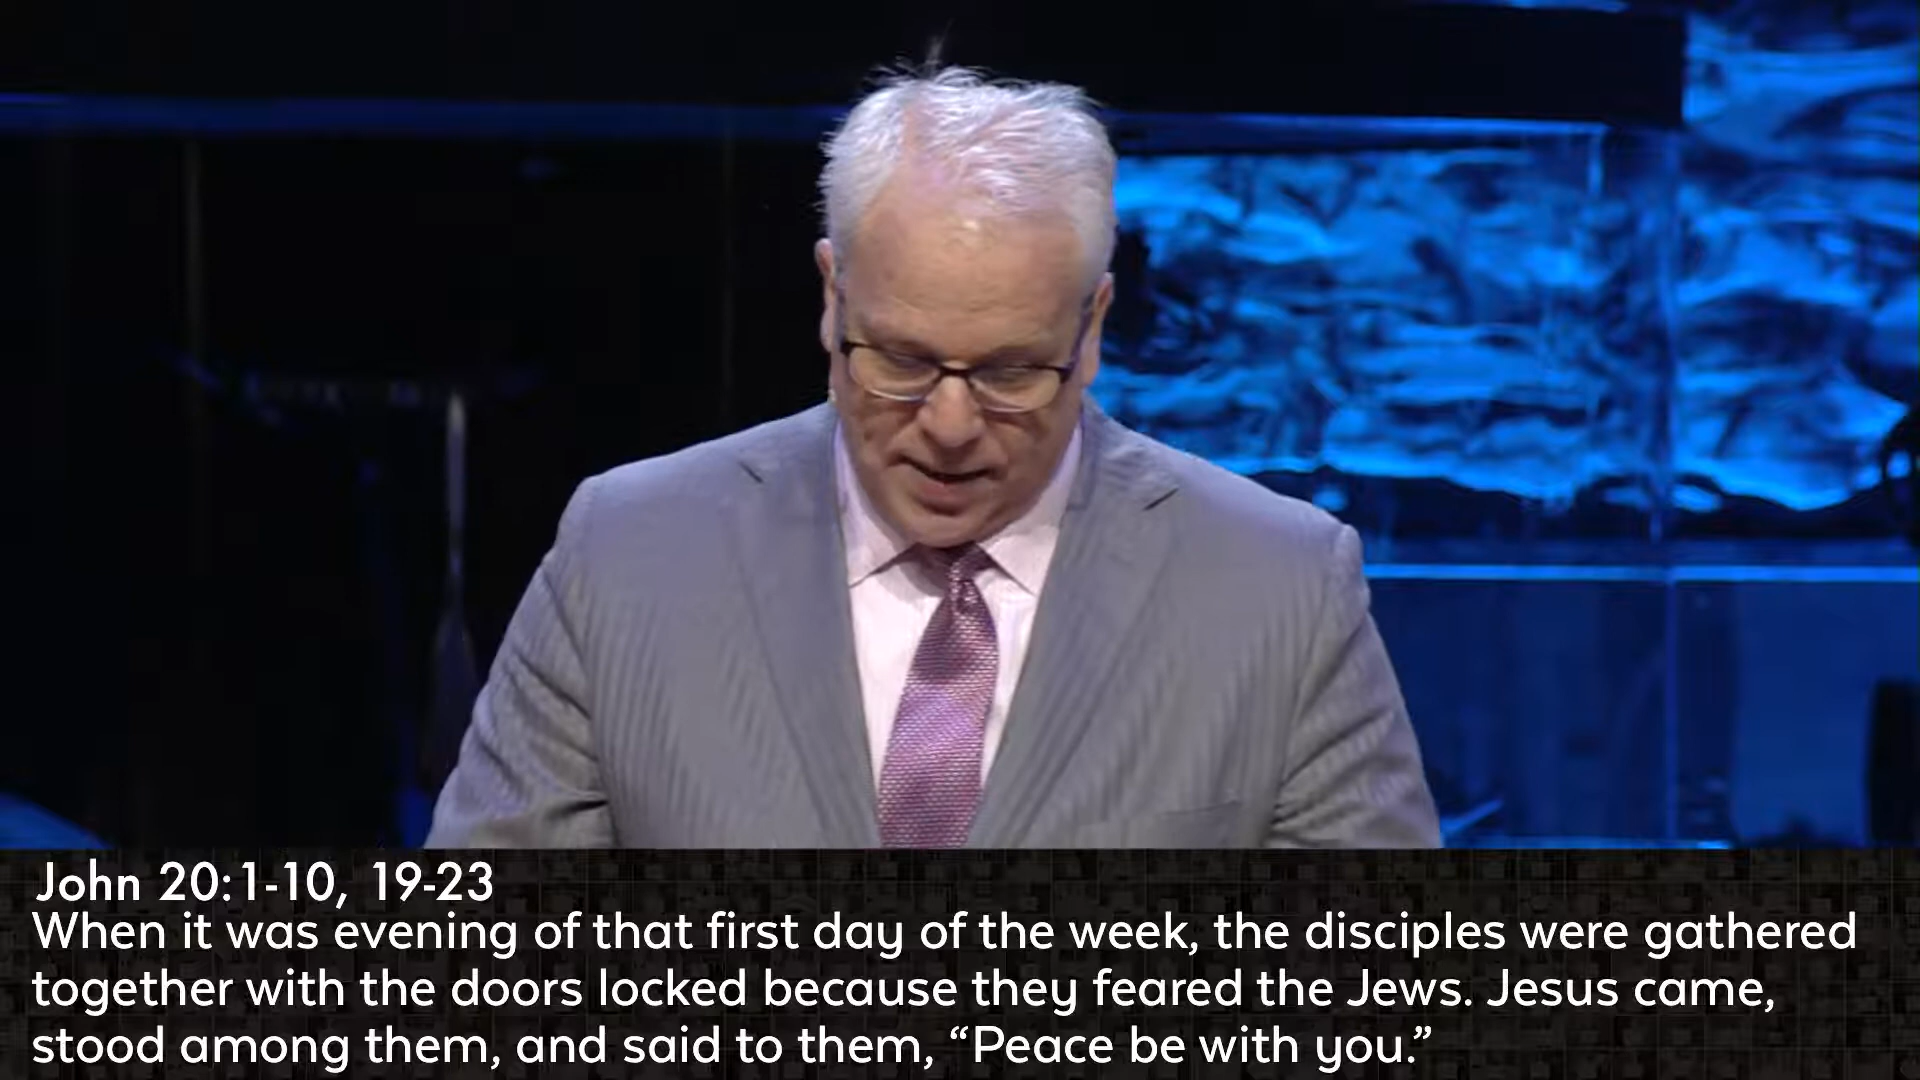 John 20:1-10, 19-23
When it was evening of that first day of the week, the disciples were gathered
together with the doors locked because they feared the Jews. Jesus came,
stood among them, and said to them, “Peace be with you.”